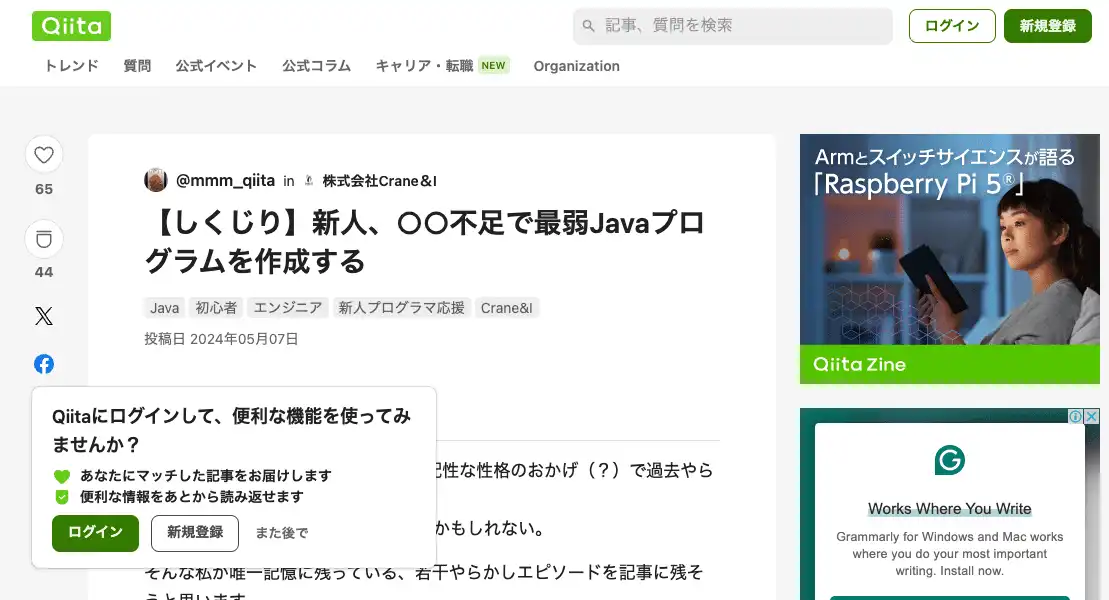 Qiita
記事、質問を検索
ログイン
新規登録
トレンド 質問 公式イベント 公式コラム キャリア・転職 NEW Organization
65
44
@mmm_qiita in 株式会社Crane&I
【しくじり】新人、〇〇不足で最弱Javaプロ
グラムを作成する
Java 初心者 エンジニア 新人プログラマ応援 Crane&I
投稿日 2024年05月07日
Qiitaにログインして、便利な機能を使ってみ
ませんか？
あなたにマッチした記事をお届けします
便利な情報をあとから読み返せます
ログイン 新規登録 また後で
配性な性格のおかげ（？）で過去やら
かもしれない。
そんな私が唯一記憶に残っている、若干やらかしエピソードを記事に残そ
うと思います
Armとスイッチサイエンスが語る
「Raspberry Pi 5®」
Qiita Zine
Works Where You Write
Grammarly for Windows and Mac works
where you do your most important
writing. Install now.